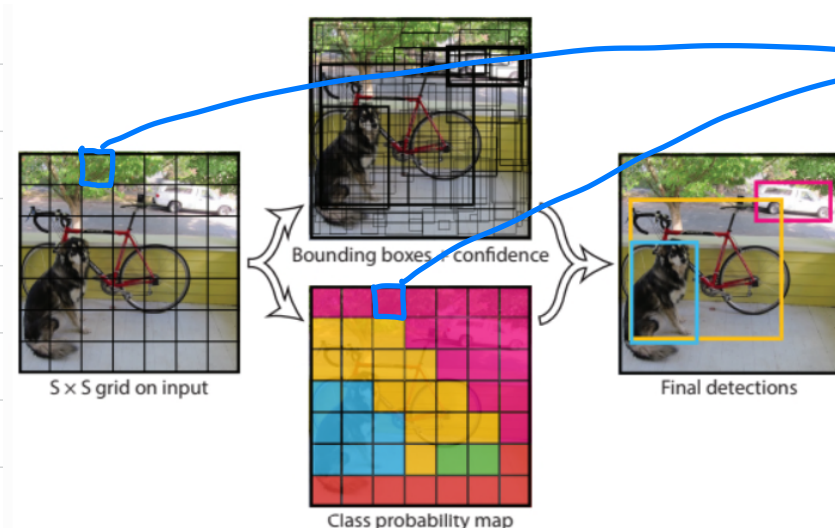 Bounding boxes + confidence
S × S grid on input
Final detections
Class probability map